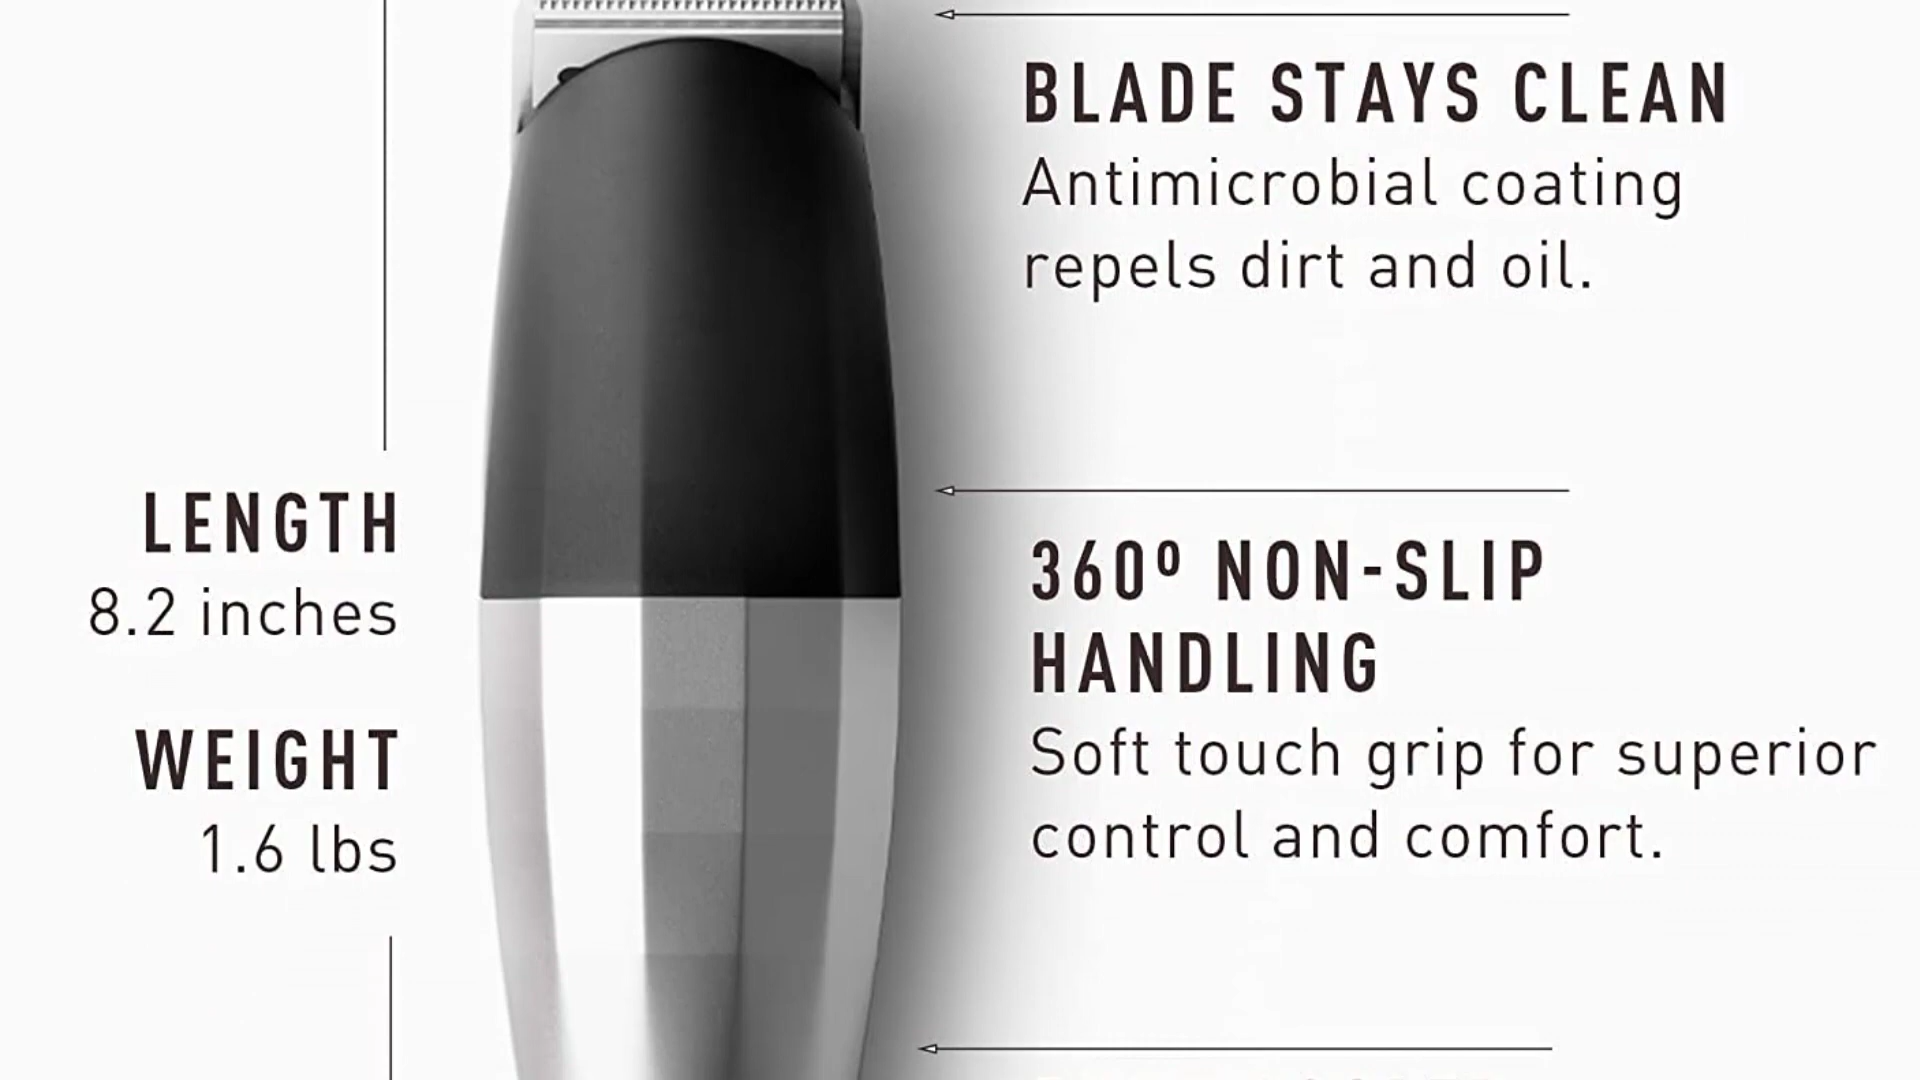 BLADE STAYS CLEAN
Antimicrobial coating
repels dirt and oil.
LENGTH
8.2 inches
360º NON-SLIP
HANDLING
Soft touch grip for superior
control and comfort.
WEIGHT
1.6 lbs